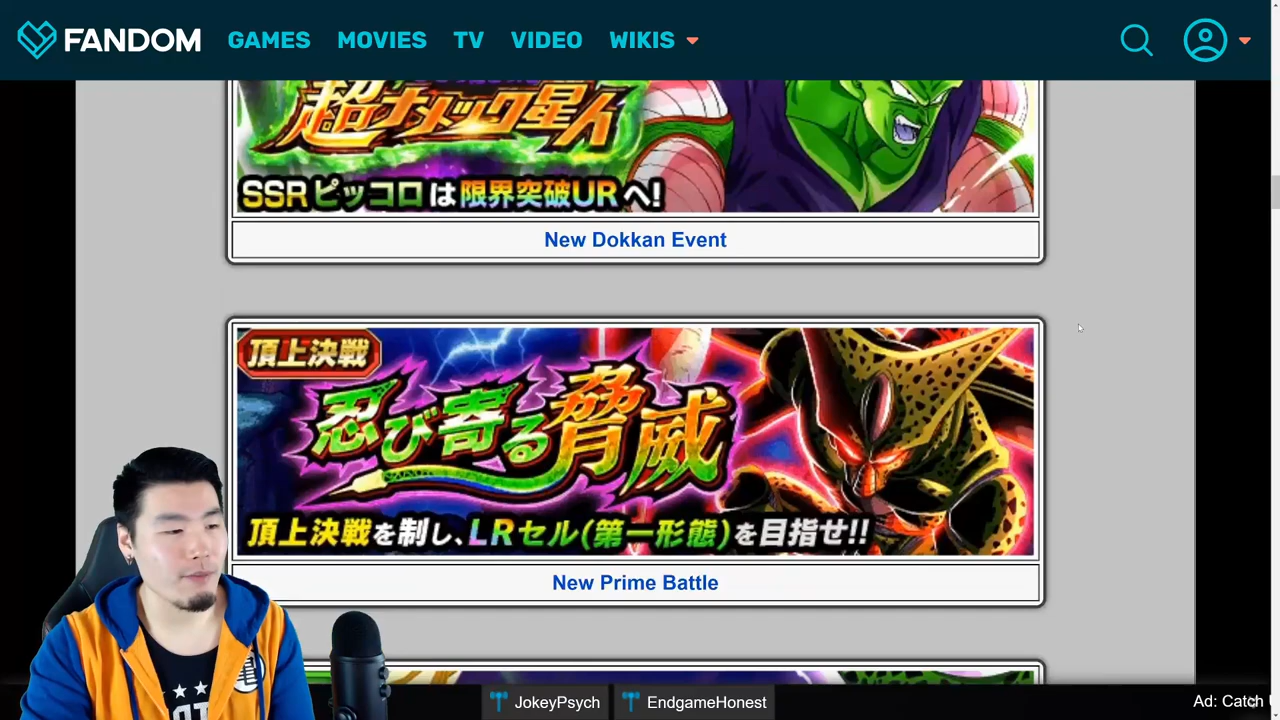 FANDOM
GAMES MOVIES TV VIDEO WIKIS
超ナメック星人
SSRピッコロは限界突破URへ!
New Dokkan Event
頂上決戦
忍び寄る脅威
頂上決戦を制し、LRセル(第一形態)を目指せ!!
New Prime Battle
JokeyPsych EndgameHonest
Ad: Catch